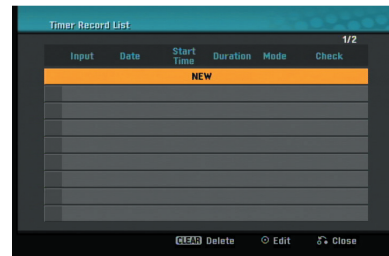 Timer Record List
1/2
Input Date Start Time Duration Mode Check
NEW
CLEAR Delete Edit Close